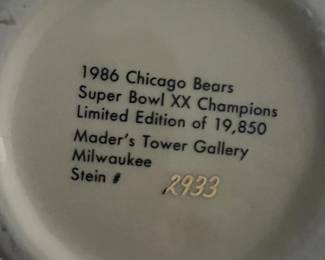 1986 Chicago Bears
Super Bowl XX Champions
Limited Edition of 19,850
Mader's Tower Gallery
Milwaukee
Stein # 2933